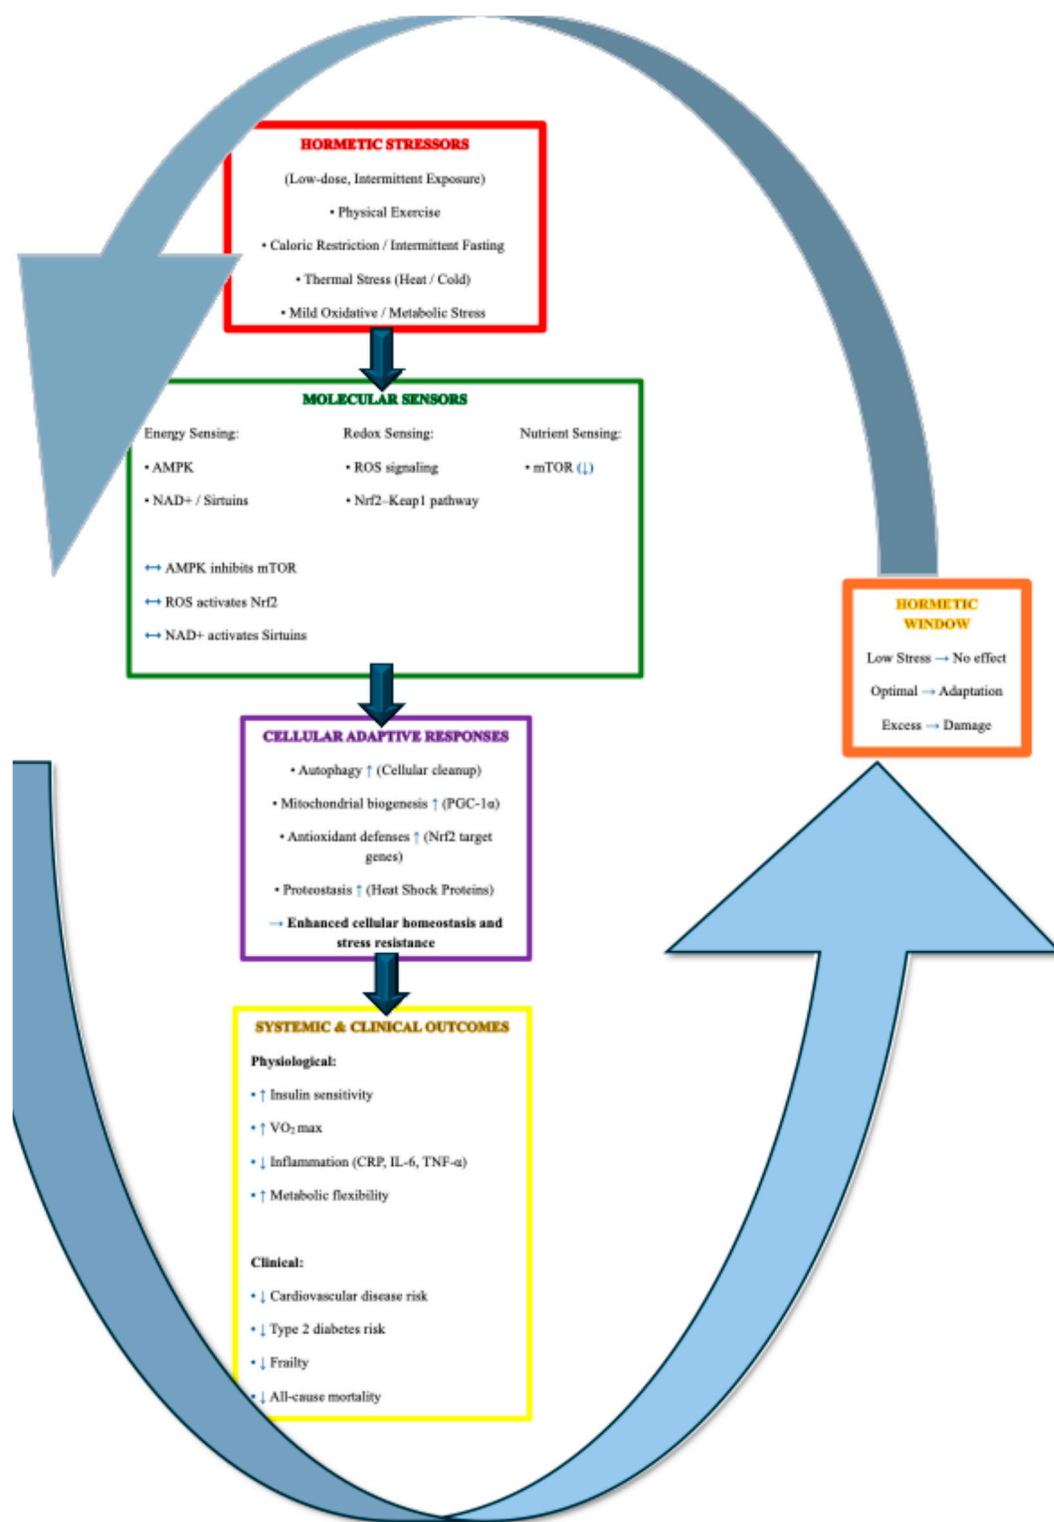 HORMETIC STRESSORS
(Low-dose, Intermittent Exposure)
• Physical Exercise
• Caloric Restriction / Intermittent Fasting
• Thermal Stress (Heat / Cold)
• Mild Oxidative / Metabolic Stress
MOLECULAR SENSORS
Energy Sensing: Redox Sensing: Nutrient Sensing:
• AMPK • ROS signaling • mTOR (↓)
• NAD+ / Sirtuins • Nrf2–Keap1 pathway
↔ AMPK inhibits mTOR
↔ ROS activates Nrf2
↔ NAD+ activates Sirtuins
CELLULAR ADAPTIVE RESPONSES
• Autophagy ↑ (Cellular cleanup)
• Mitochondrial biogenesis ↑ (PGC-1α)
• Antioxidant defenses ↑ (Nrf2 target
genes)
• Proteostasis ↑ (Heat Shock Proteins)
→ Enhanced cellular homeostasis and
stress resistance
SYSTEMIC & CLINICAL OUTCOMES
Physiological:
• ↑ Insulin sensitivity
• ↑ VO₂ max
• ↓ Inflammation (CRP, IL-6, TNF-α)
• ↑ Metabolic flexibility
Clinical:
• ↓ Cardiovascular disease risk
• ↓ Type 2 diabetes risk
• ↓ Frailty
• ↓ All-cause mortality
HORMETIC
WINDOW
Low Stress → No effect
Optimal → Adaptation
Excess → Damage